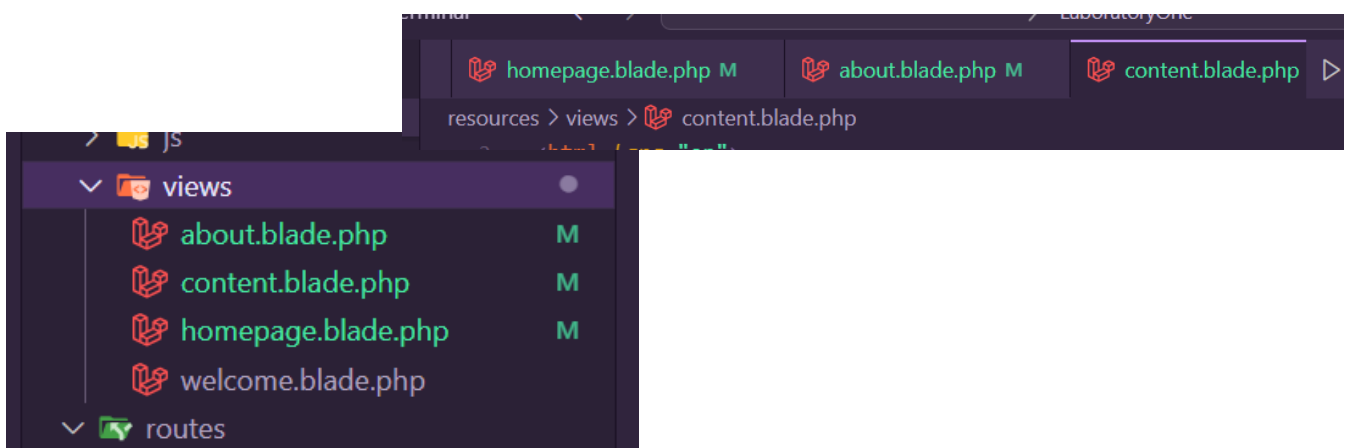 LaboratoryOne
homepage.blade.php M
about.blade.php M
content.blade.php
resources > views > content.blade.php
js
views
about.blade.php M
content.blade.php M
homepage.blade.php M
welcome.blade.php
routes